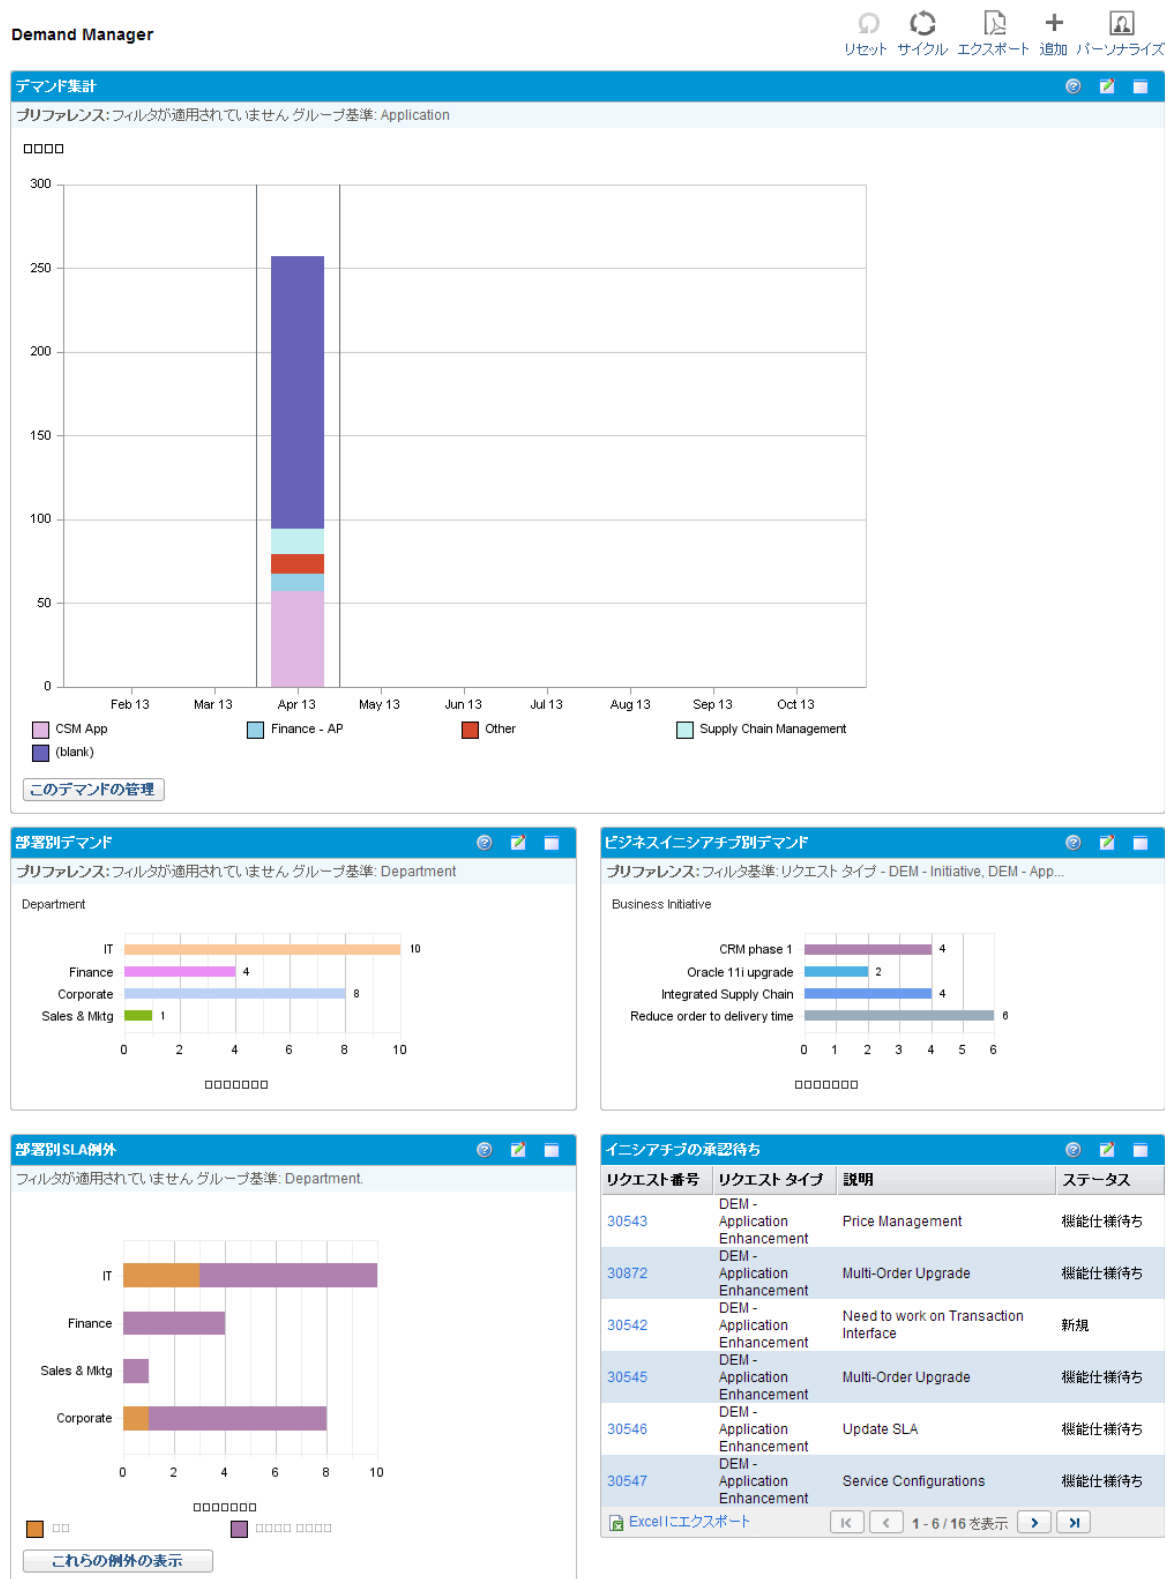 Demand Manager
リセット サイクル エクスポート 追加 パーソナライズ
デマンド集計
プリファレンス: フィルタが適用されていません グループ基準: Application
□□□□
300
250
200
150
100
50
0
Feb 13 Mar 13 Apr 13 May 13 Jun 13 Jul 13 Aug 13 Sep 13 Oct 13
CSM App Finance - AP Other Supply Chain Management
(blank)
このデマンドの管理
部署別デマンド
プリファレンス: フィルタが適用されていません グループ基準: Department
Department
IT 10
Finance 4
Corporate 8
Sales & Mktg 1
0 2 4 6 8 10
□□□□□□□
ビジネスイニシアチブ別デマンド
プリファレンス: フィルタ基準: リクエスト タイプ - DEM - Initiative, DEM - App...
Business Initiative
CRM phase 1 4
Oracle 11i upgrade 2
Integrated Supply Chain 4
Reduce order to delivery time 6
0 1 2 3 4 5 6
□□□□□□□
部署別SLA例外
フィルタが適用されていません グループ基準: Department.
IT
Finance
Sales & Mktg
Corporate
0 2 4 6 8 10
□□□□□□□
□□ □□□□ □□□□
これらの例外の表示
イニシアチブの承認待ち
リクエスト番号 リクエスト タイプ 説明 ステータス
30543 DEM - Application Enhancement Price Management 機能仕様待ち
30872 DEM - Application Enhancement Multi-Order Upgrade 機能仕様待ち
30542 DEM - Application Enhancement Need to work on Transaction Interface 新規
30545 DEM - Application Enhancement Multi-Order Upgrade 機能仕様待ち
30546 DEM - Application Enhancement Update SLA 機能仕様待ち
30547 DEM - Application Enhancement Service Configurations 機能仕様待ち
Excelにエクスポート 1 - 6 / 16 を表示